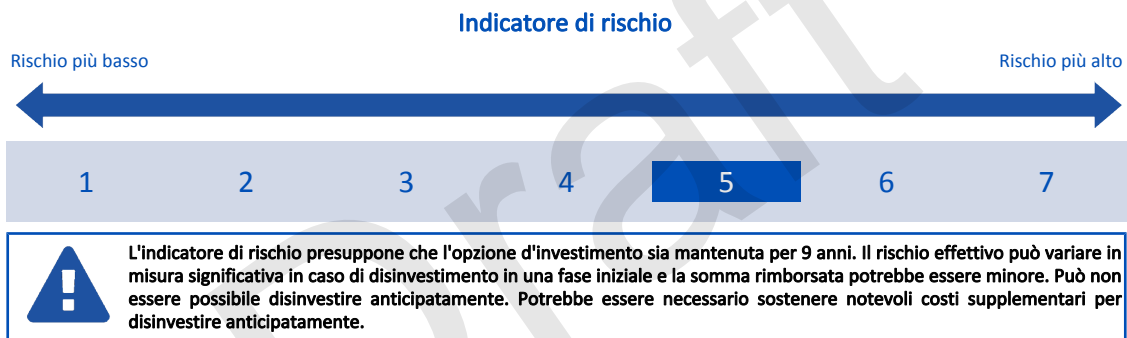 Indicatore di rischio
Rischio più basso
Rischio più alto
1 2 3 4 5 6 7
L'indicatore di rischio presuppone che l'opzione d'investimento sia mantenuta per 9 anni. Il rischio effettivo può variare in
misura significativa in caso di disinvestimento in una fase iniziale e la somma rimborsata potrebbe essere minore. Può non
essere possibile disinvestire anticipatamente. Potrebbe essere necessario sostenere notevoli costi supplementari per
disinvestire anticipatamente.
Draft